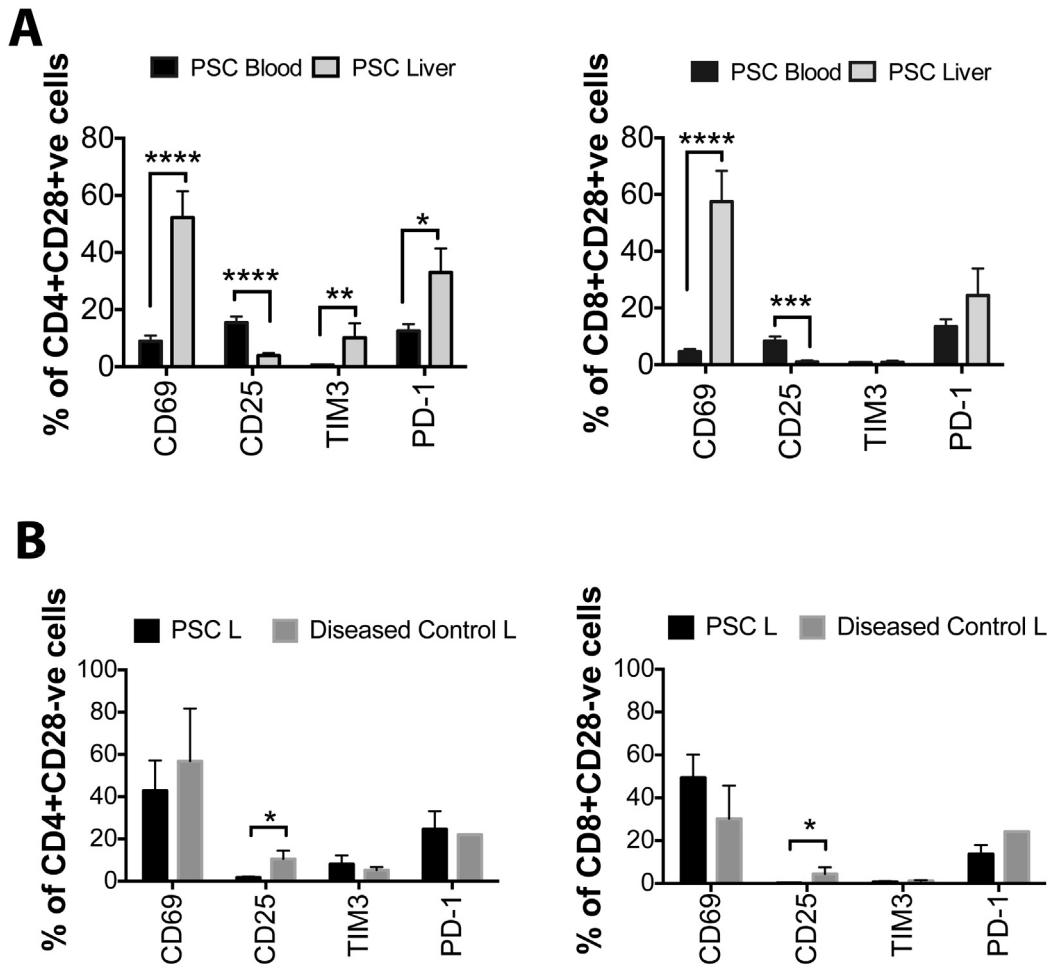 A
PSC Blood PSC Liver
% of CD4+CD28+ve cells
80
60
40
20
0
**** **** ** *
CD69 CD25 TIM3 PD-1
PSC Blood PSC Liver
% of CD8+CD28+ve cells
80
60
40
20
0
**** ***
CD69 CD25 TIM3 PD-1
B
PSC L Diseased Control L
% of CD4+CD28-ve cells
100
80
60
40
20
0
*
CD69 CD25 TIM3 PD-1
PSC L Diseased Control L
% of CD8+CD28-ve cells
100
80
60
40
20
0
*
CD69 CD25 TIM3 PD-1